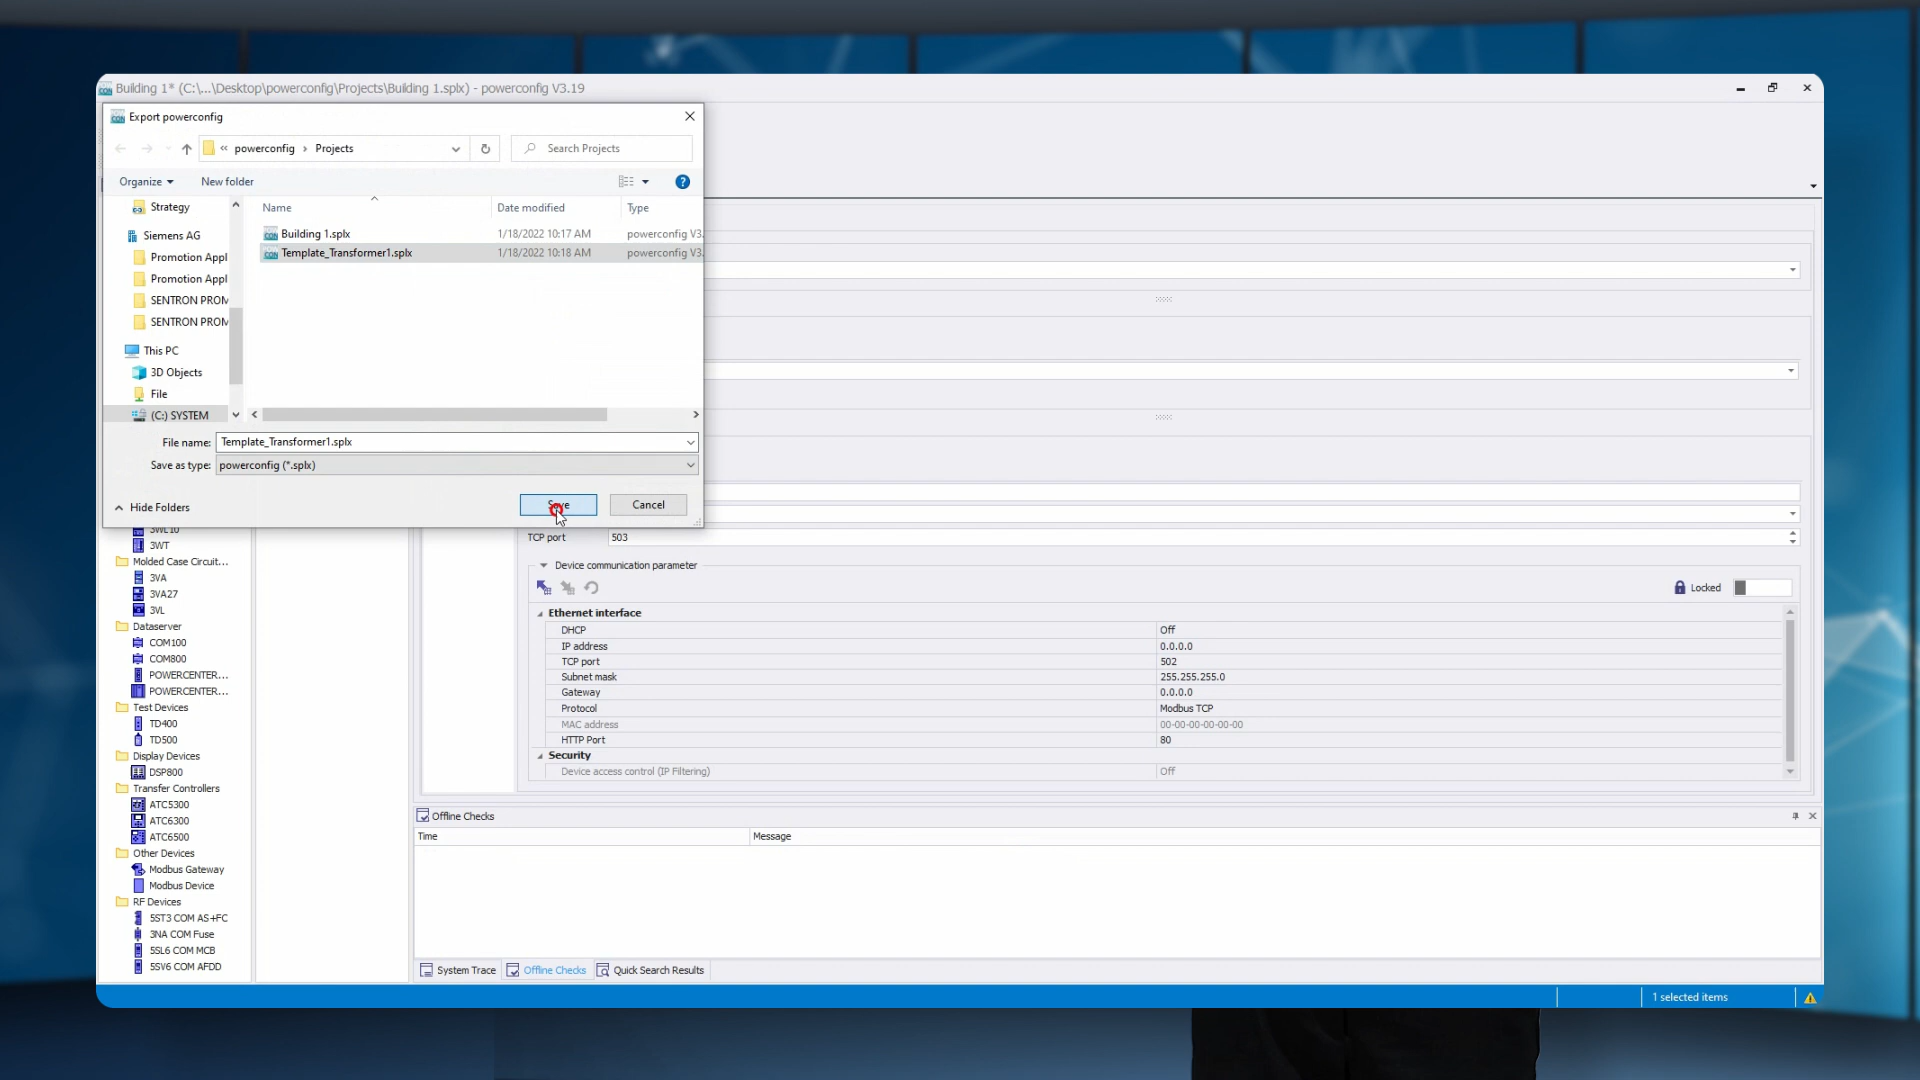 Building 1* (C:\...\Desktop\powerconfig\Projects\Building 1.splx) - powerconfig V3.19
Export powerconfig
« powerconfig › Projects
Search Projects
Organize
New folder
Strategy
Siemens AG
Promotion Appl
Promotion Appl
SENTRON PROM
SENTRON PROM
This PC
3D Objects
File
(C:) SYSTEM
Name Date modified Type
Building 1.splx 1/18/2022 10:17 AM powerconfig V3.
Template_Transformer1.splx 1/18/2022 10:18 AM powerconfig V3.
File name: Template_Transformer1.splx
Save as type: powerconfig (*.splx)
Hide Folders
Save
Cancel
3WL10
3WT
Molded Case Circuit...
3VA
3VA27
3VL
Dataserver
COM100
COM800
POWERCENTER...
POWERCENTER...
Test Devices
TD400
TD500
Display Devices
DSP800
Transfer Controllers
ATC5300
ATC6300
ATC6500
Other Devices
Modbus Gateway
Modbus Device
RF Devices
5ST3 COM AS+FC
3NA COM Fuse
5SL6 COM MCB
5SV6 COM AFDD
TCP port 503
Device communication parameter
Locked
Ethernet interface
DHCP Off
IP address 0.0.0.0
TCP port 502
Subnet mask 255.255.255.0
Gateway 0.0.0.0
Protocol Modbus TCP
MAC address 00-00-00-00-00-00
HTTP Port 80
Security
Device access control (IP Filtering) Off
Offline Checks
Time Message
System Trace Offline Checks Quick Search Results
1 selected items